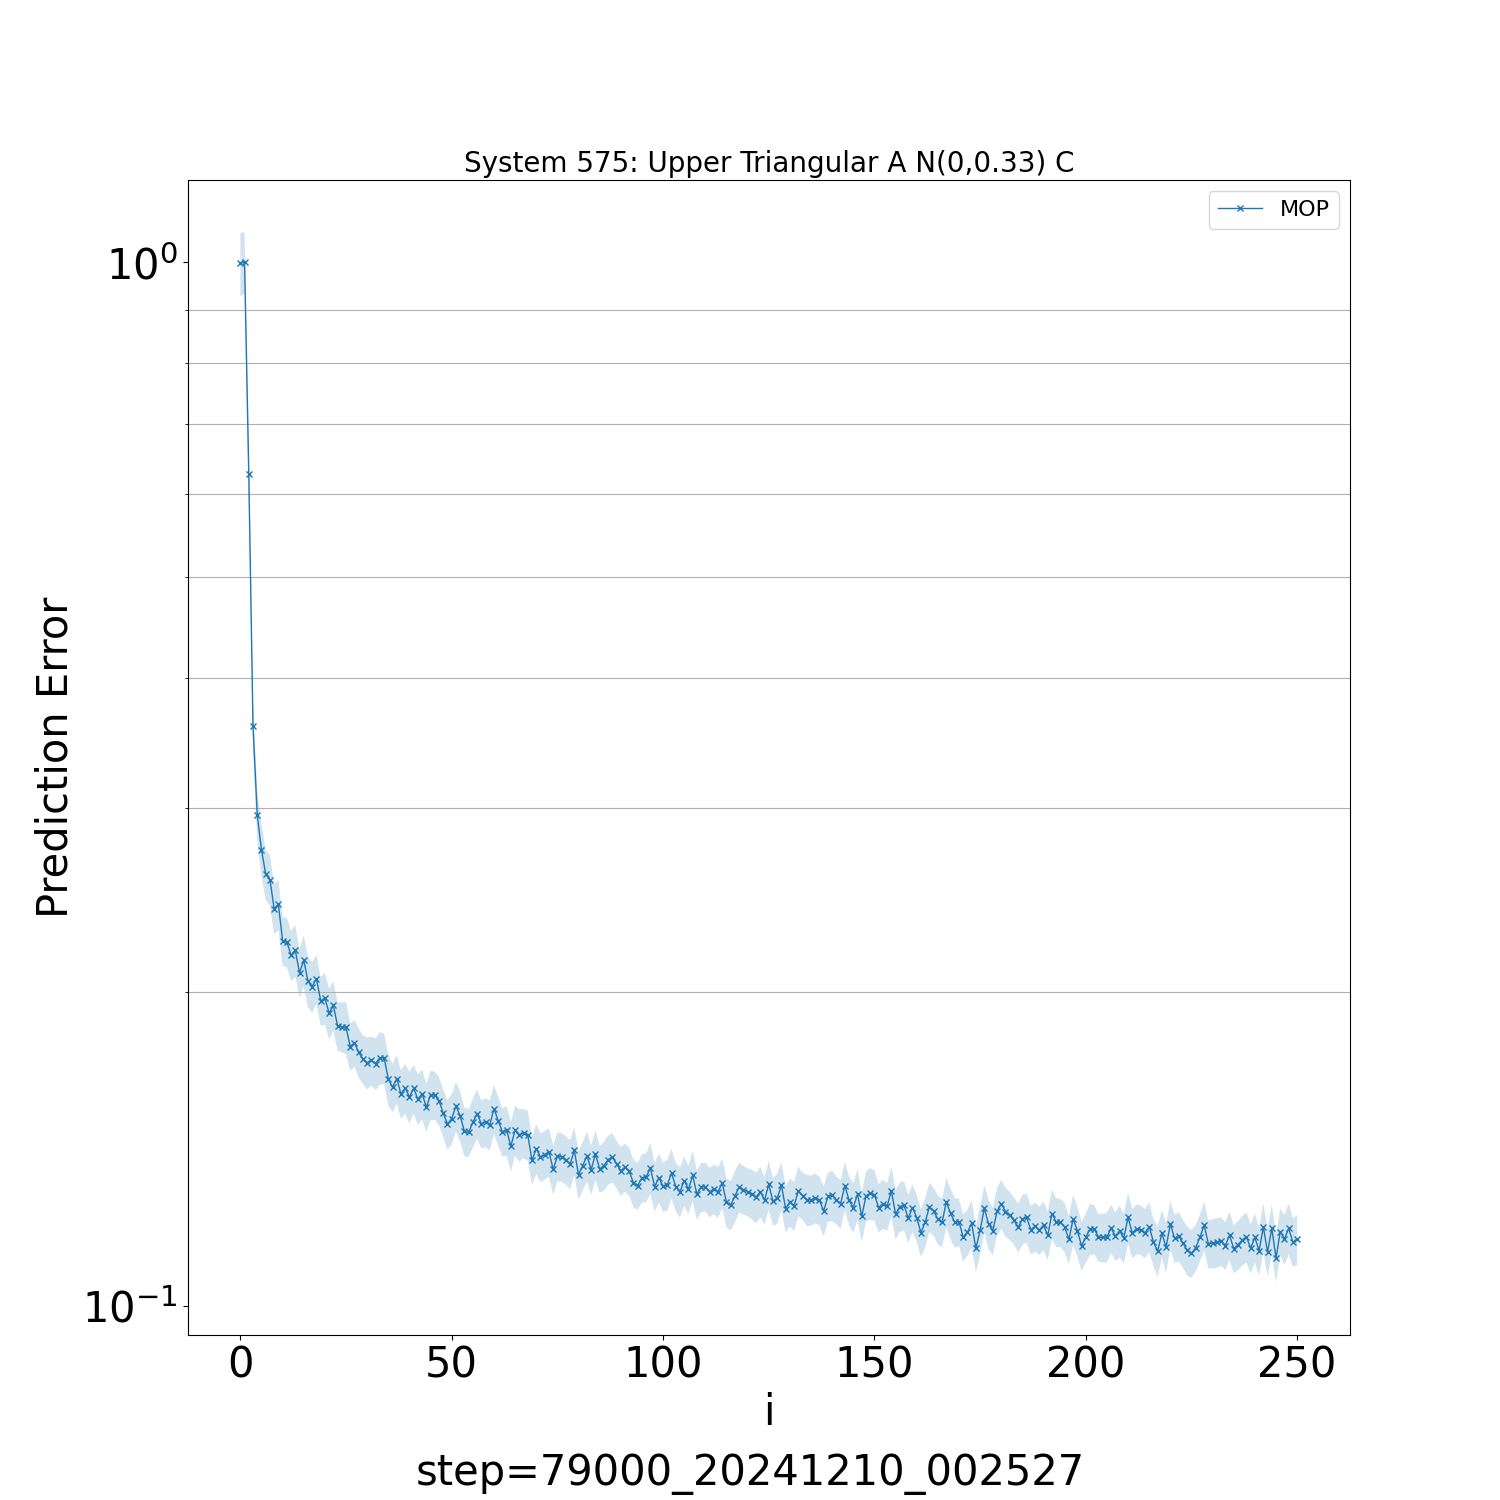 System 575: Upper Triangular A N(0,0.33) C
MOP
10⁰
Prediction Error
10⁻¹
0 50 100 150 200 250
i
step=79000_20241210_002527